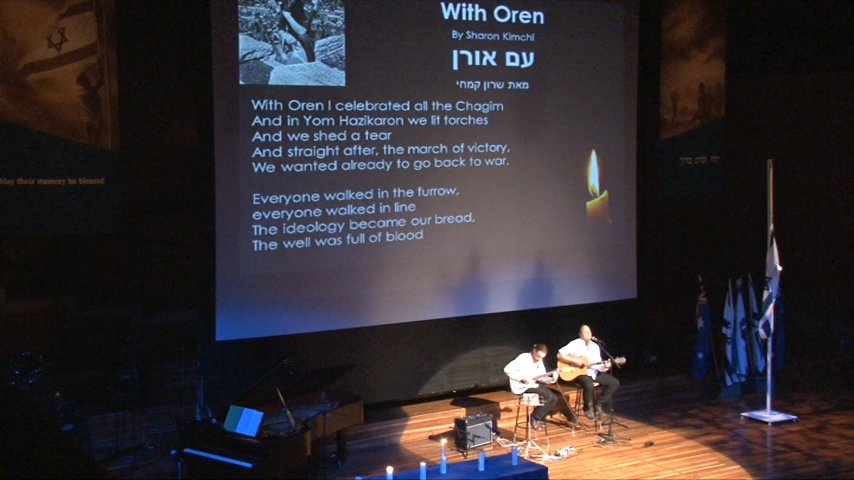 With Oren
By Sharon Kimchi
עם אורן
מאת שרון קמחי
With Oren I celebrated all the Chagim
And in Yom Hazikaron we lit torches
And we shed a tear
And straight after, the march of victory,
We wanted already to go back to war.
Everyone walked in the furrow,
everyone walked in line
The ideology became our bread,
The well was full of blood
May their memory be blessed
יהי זכרם ברוך